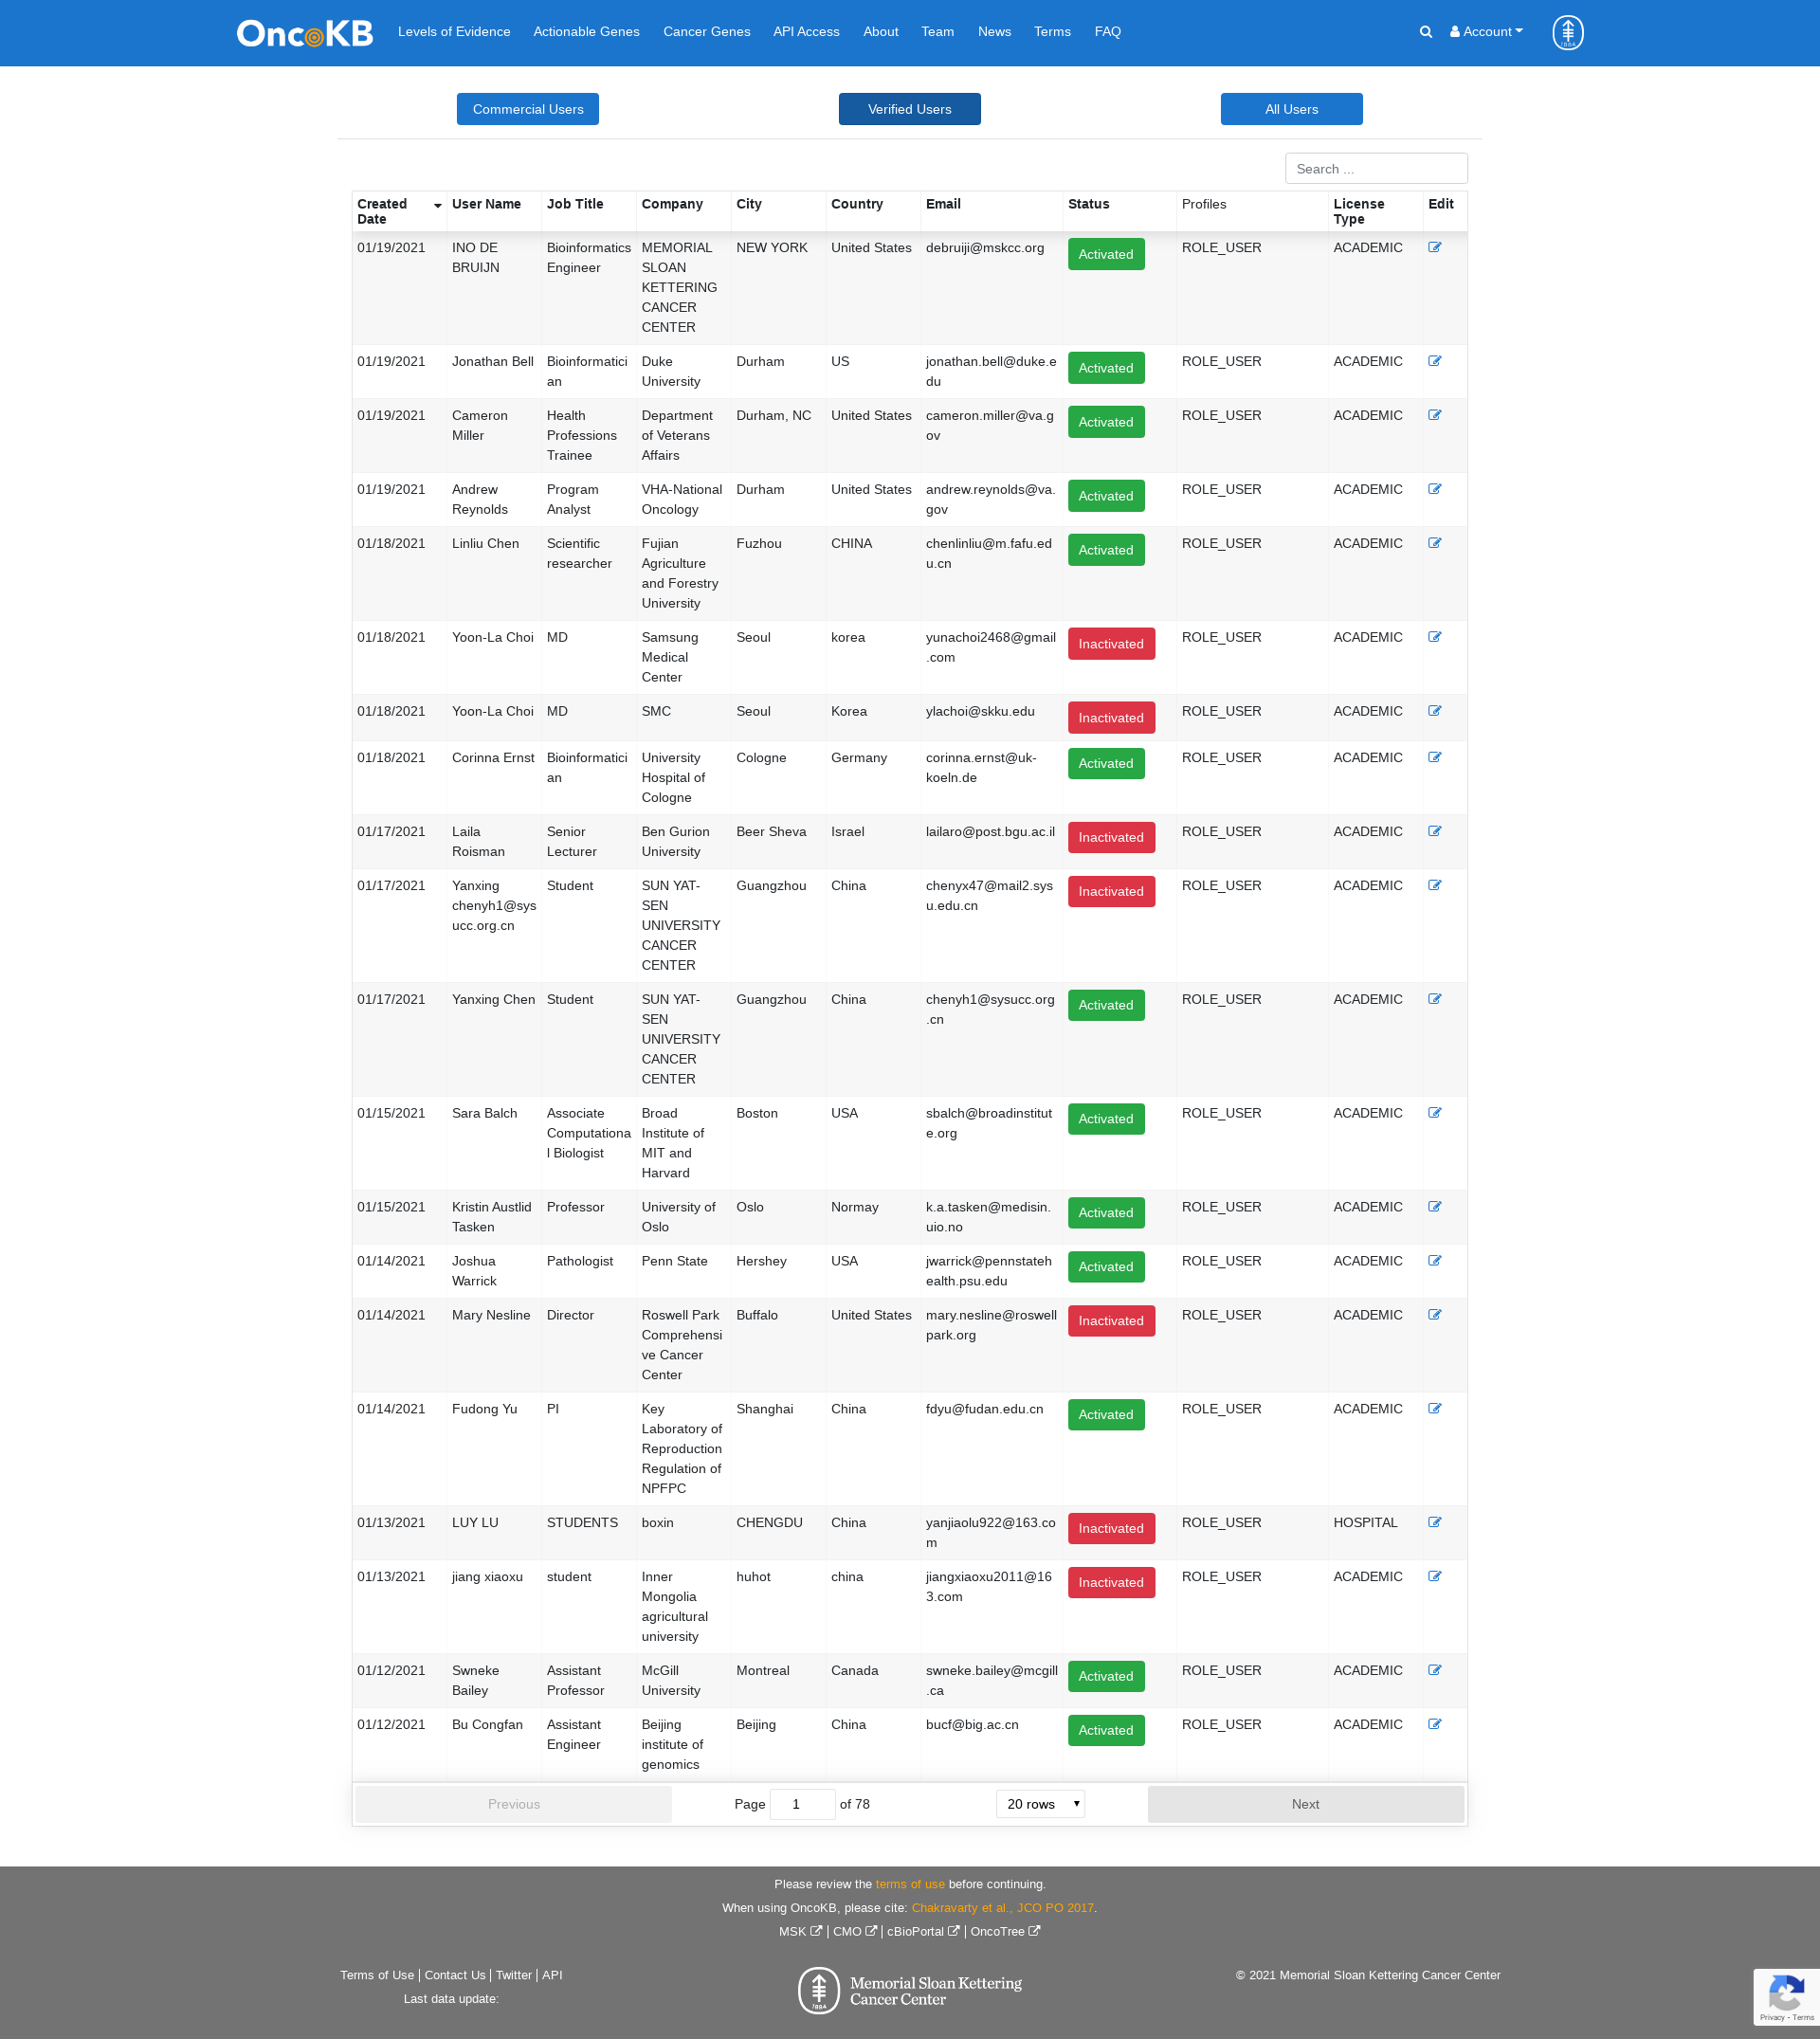 OncoKB Levels of Evidence Actionable Genes Cancer Genes API Access About Team News Terms FAQ Account
Commercial Users Verified Users All Users
Search ...
Created Date User Name Job Title Company City Country Email Status Profiles License Type Edit
01/19/2021 INO DE BRUIJN Bioinformatics Engineer MEMORIAL SLOAN KETTERING CANCER CENTER NEW YORK United States debruiji@mskcc.org Activated ROLE_USER ACADEMIC
01/19/2021 Jonathan Bell Bioinformatician Duke University Durham US jonathan.bell@duke.edu Activated ROLE_USER ACADEMIC
01/19/2021 Cameron Miller Health Professions Trainee Department of Veterans Affairs Durham, NC United States cameron.miller@va.gov Activated ROLE_USER ACADEMIC
01/19/2021 Andrew Reynolds Program Analyst VHA-National Oncology Durham United States andrew.reynolds@va.gov Activated ROLE_USER ACADEMIC
01/18/2021 Linliu Chen Scientific researcher Fujian Agriculture and Forestry University Fuzhou CHINA chenlinliu@m.fafu.edu.cn Activated ROLE_USER ACADEMIC
01/18/2021 Yoon-La Choi MD Samsung Medical Center Seoul korea yunachoi2468@gmail.com Inactivated ROLE_USER ACADEMIC
01/18/2021 Yoon-La Choi MD SMC Seoul Korea ylachoi@skku.edu Inactivated ROLE_USER ACADEMIC
01/18/2021 Corinna Ernst Bioinformatician University Hospital of Cologne Cologne Germany corinna.ernst@uk-koeln.de Activated ROLE_USER ACADEMIC
01/17/2021 Laila Roisman Senior Lecturer Ben Gurion University Beer Sheva Israel lailaro@post.bgu.ac.il Inactivated ROLE_USER ACADEMIC
01/17/2021 Yanxing chenyh1@sysucc.org.cn Student SUN YAT-SEN UNIVERSITY CANCER CENTER Guangzhou China chenyx47@mail2.sysu.edu.cn Inactivated ROLE_USER ACADEMIC
01/17/2021 Yanxing Chen Student SUN YAT-SEN UNIVERSITY CANCER CENTER Guangzhou China chenyh1@sysucc.org.cn Activated ROLE_USER ACADEMIC
01/15/2021 Sara Balch Associate Computational Biologist Broad Institute of MIT and Harvard Boston USA sbalch@broadinstitute.org Activated ROLE_USER ACADEMIC
01/15/2021 Kristin Austlid Tasken Professor University of Oslo Oslo Normay k.a.tasken@medisin.uio.no Activated ROLE_USER ACADEMIC
01/14/2021 Joshua Warrick Pathologist Penn State Hershey USA jwarrick@pennstatehealth.psu.edu Activated ROLE_USER ACADEMIC
01/14/2021 Mary Nesline Director Roswell Park Comprehensive Cancer Center Buffalo United States mary.nesline@roswellpark.org Inactivated ROLE_USER ACADEMIC
01/14/2021 Fudong Yu PI Key Laboratory of Reproduction Regulation of NPFPC Shanghai China fdyu@fudan.edu.cn Activated ROLE_USER ACADEMIC
01/13/2021 LUY LU STUDENTS boxin CHENGDU China yanjiaolu922@163.com Inactivated ROLE_USER HOSPITAL
01/13/2021 jiang xiaoxu student Inner Mongolia agricultural university huhot china jiangxiaoxu2011@163.com Inactivated ROLE_USER ACADEMIC
01/12/2021 Swneke Bailey Assistant Professor McGill University Montreal Canada swneke.bailey@mcgill.ca Activated ROLE_USER ACADEMIC
01/12/2021 Bu Congfan Assistant Engineer Beijing institute of genomics Beijing China bucf@big.ac.cn Activated ROLE_USER ACADEMIC
Previous Page 1 of 78 20 rows Next
Please review the terms of use before continuing.
When using OncoKB, please cite: Chakravarty et al., JCO PO 2017.
MSK | CMO | cBioPortal | OncoTree
Terms of Use | Contact Us | Twitter | API
Last data update:
1884
Memorial Sloan Kettering
Cancer Center
© 2021 Memorial Sloan Kettering Cancer Center
Privacy - Terms